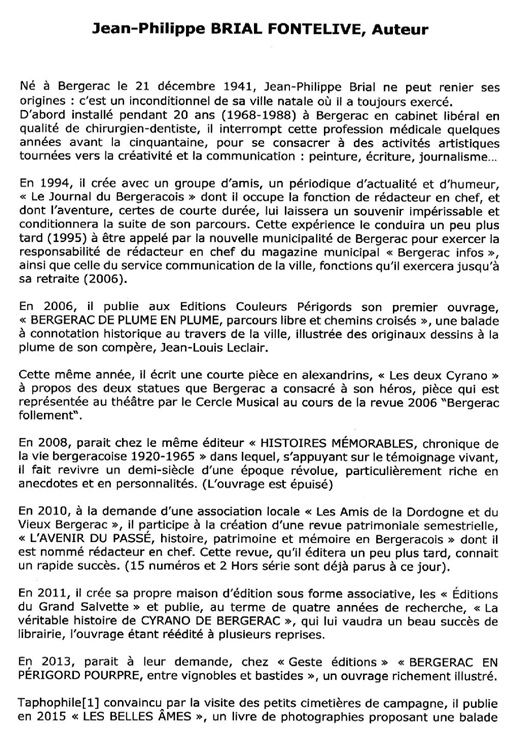 Jean-Philippe BRIAL FONTELIVE, Auteur
Né à Bergerac le 21 décembre 1941, Jean-Philippe Brial ne peut renier ses
origines : c'est un inconditionnel de sa ville natale où il a toujours exercé.
D'abord installé pendant 20 ans (1968-1988) à Bergerac en cabinet libéral en
qualité de chirurgien-dentiste, il interrompt cette profession médicale quelques
années avant la cinquantaine, pour se consacrer à des activités artistiques
tournées vers la créativité et la communication : peinture, écriture, journalisme...
En 1994, il crée avec un groupe d'amis, un périodique d'actualité et d'humeur,
« Le Journal du Bergeracois » dont il occupe la fonction de rédacteur en chef, et
dont l'aventure, certes de courte durée, lui laissera un souvenir impérissable et
conditionnera la suite de son parcours. Cette expérience le conduira un peu plus
tard (1995) à être appelé par la nouvelle municipalité de Bergerac pour exercer la
responsabilité de rédacteur en chef du magazine municipal « Bergerac infos »,
ainsi que celle du service communication de la ville, fonctions qu'il exercera jusqu'à
sa retraite (2006).
En 2006, il publie aux Editions Couleurs Périgords son premier ouvrage,
« BERGERAC DE PLUME EN PLUME, parcours libre et chemins croisés », une balade
à connotation historique au travers de la ville, illustrée des originaux dessins à la
plume de son compère, Jean-Louis Leclair.
Cette même année, il écrit une courte pièce en alexandrins, « Les deux Cyrano »
à propos des deux statues que Bergerac a consacré à son héros, pièce qui est
représentée au théâtre par le Cercle Musical au cours de la revue 2006 "Bergerac
follement".
En 2008, parait chez le même éditeur « HISTOIRES MÉMORABLES, chronique de
la vie bergeracoise 1920-1965 » dans lequel, s'appuyant sur le témoignage vivant,
il fait revivre un demi-siècle d'une époque révolue, particulièrement riche en
anecdotes et en personnalités. (L'ouvrage est épuisé)
En 2010, à la demande d'une association locale « Les Amis de la Dordogne et du
Vieux Bergerac », il participe à la création d'une revue patrimoniale semestrielle,
« L'AVENIR DU PASSÉ, histoire, patrimoine et mémoire en Bergeracois » dont il
est nommé rédacteur en chef. Cette revue, qu'il éditera un peu plus tard, connait
un rapide succès. (15 numéros et 2 Hors série sont déjà parus à ce jour).
En 2011, il crée sa propre maison d'édition sous forme associative, les « Éditions
du Grand Salvette » et publie, au terme de quatre années de recherche, « La
véritable histoire de CYRANO DE BERGERAC », qui lui vaudra un beau succès de
librairie, l'ouvrage étant réédité à plusieurs reprises.
En 2013, parait à leur demande, chez « Geste éditions » « BERGERAC EN
PÉRIGORD POURPRE, entre vignobles et bastides », un ouvrage richement illustré.
Taphophile[1] convaincu par la visite des petits cimetières de campagne, il publie
en 2015 « LES BELLES ÂMES », un livre de photographies proposant une balade